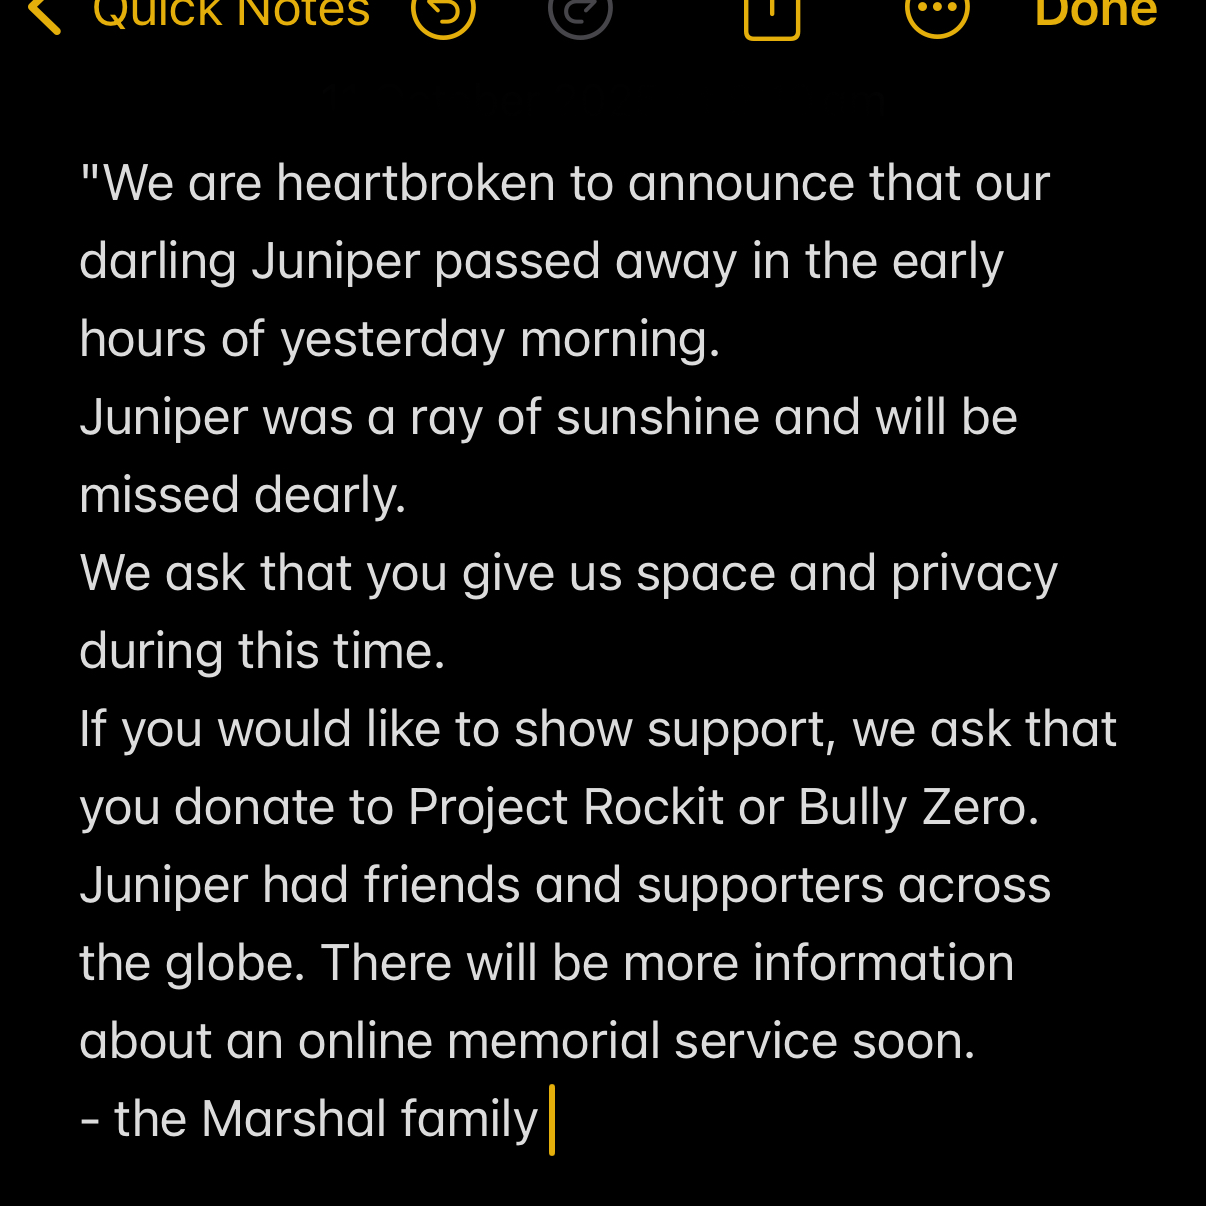 Quick Notes Done
"We are heartbroken to announce that our
darling Juniper passed away in the early
hours of yesterday morning.
Juniper was a ray of sunshine and will be
missed dearly.
We ask that you give us space and privacy
during this time.
If you would like to show support, we ask that
you donate to Project Rockit or Bully Zero.
Juniper had friends and supporters across
the globe. There will be more information
about an online memorial service soon.
- the Marshal family